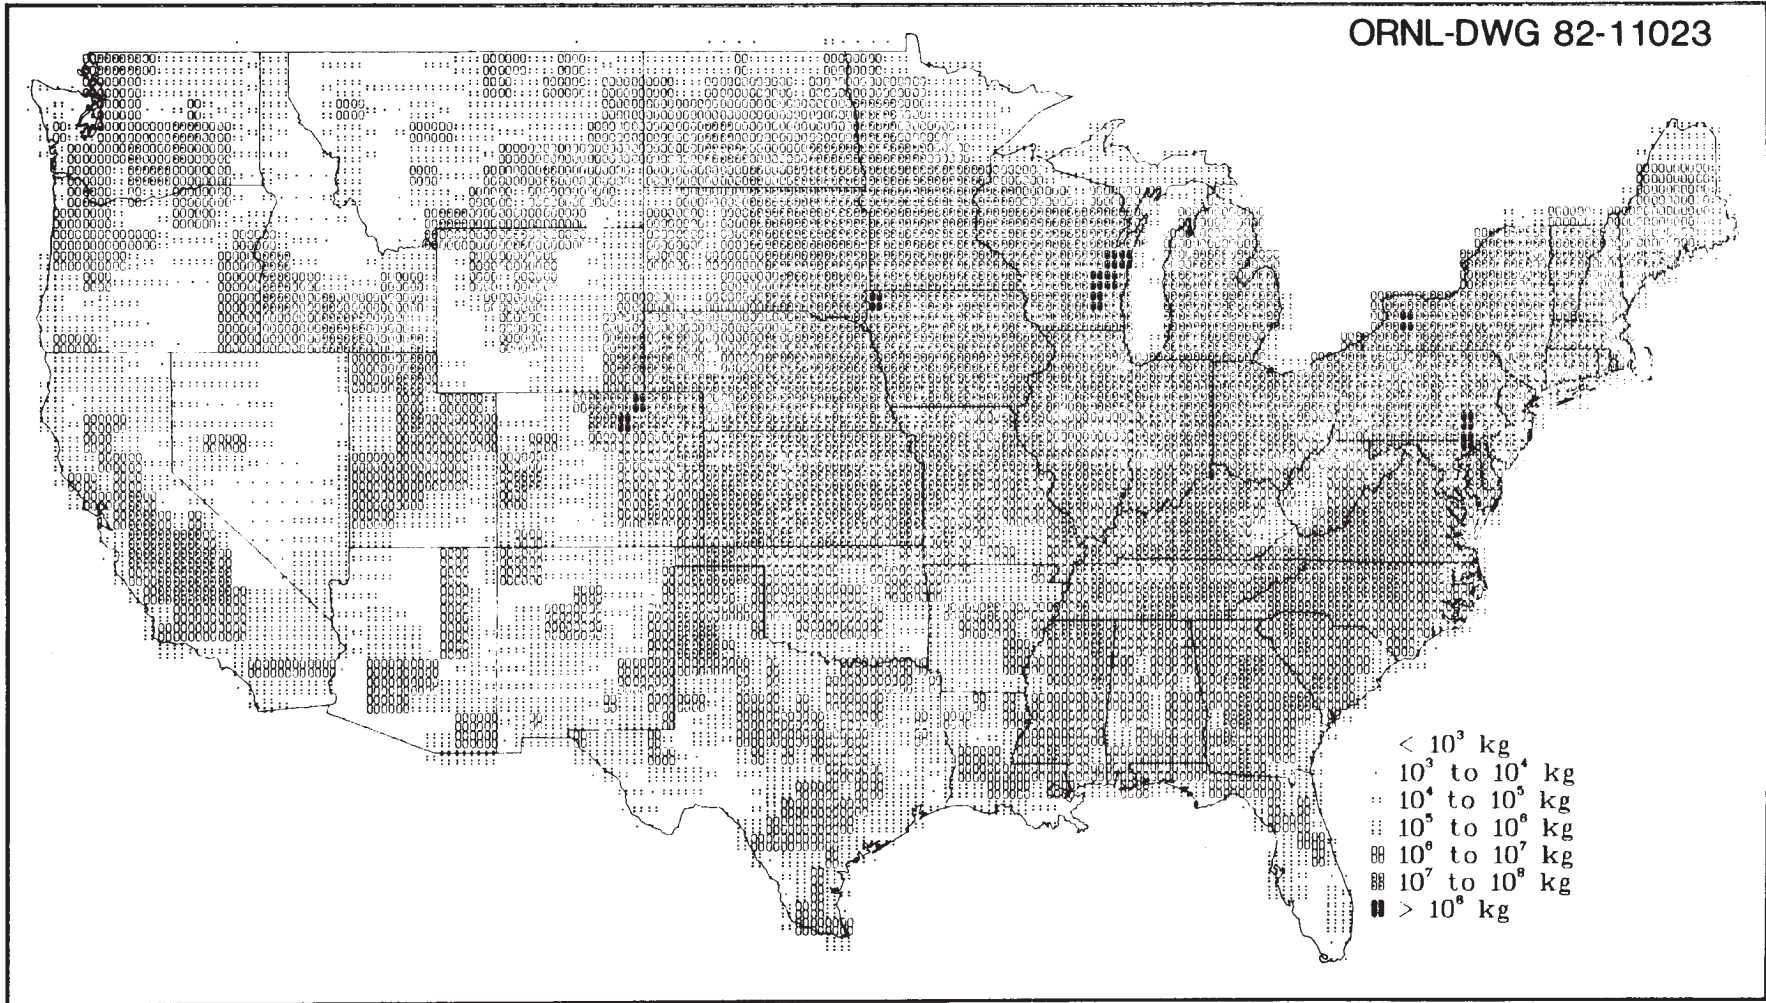 ORNL-DWG 82-11023
< 10³ kg
10³ to 10⁴ kg
10⁴ to 10⁵ kg
10⁵ to 10⁶ kg
10⁶ to 10⁷ kg
10⁷ to 10⁸ kg
> 10⁸ kg